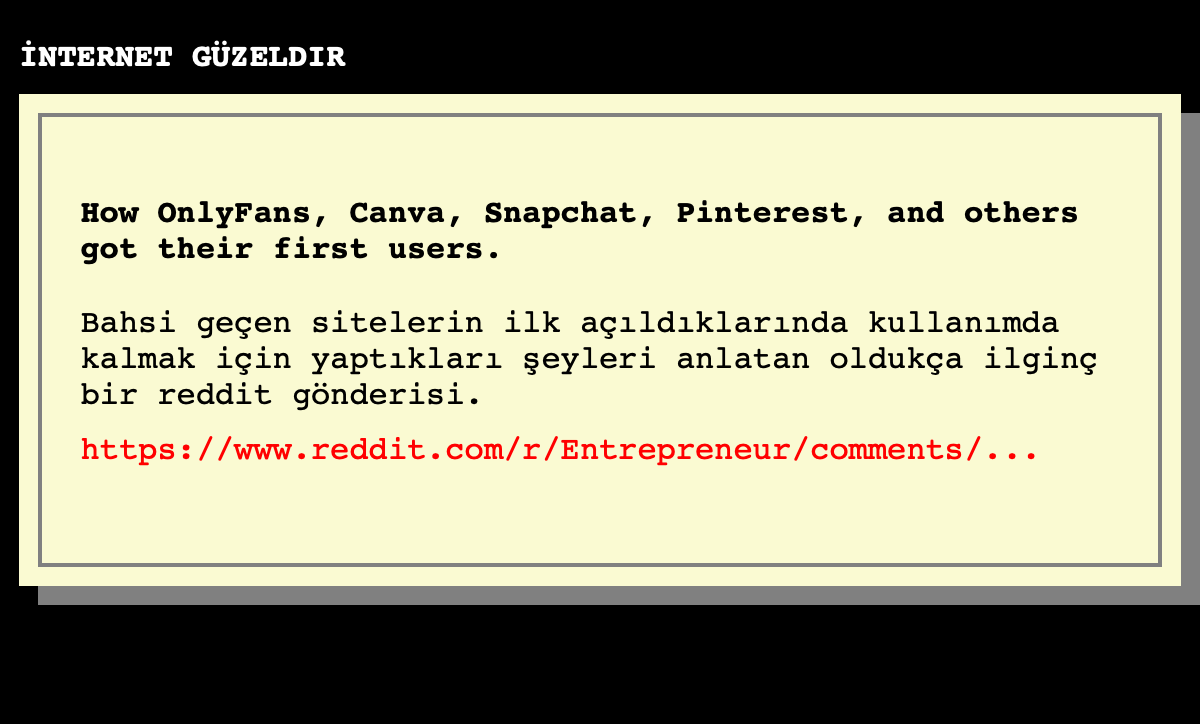 İNTERNET GÜZELDIR
How OnlyFans, Canva, Snapchat, Pinterest, and others
got their first users.
Bahsi geçen sitelerin ilk açıldıklarında kullanımda
kalmak için yaptıkları şeyleri anlatan oldukça ilginç
bir reddit gönderisi.
https://www.reddit.com/r/Entrepreneur/comments/...